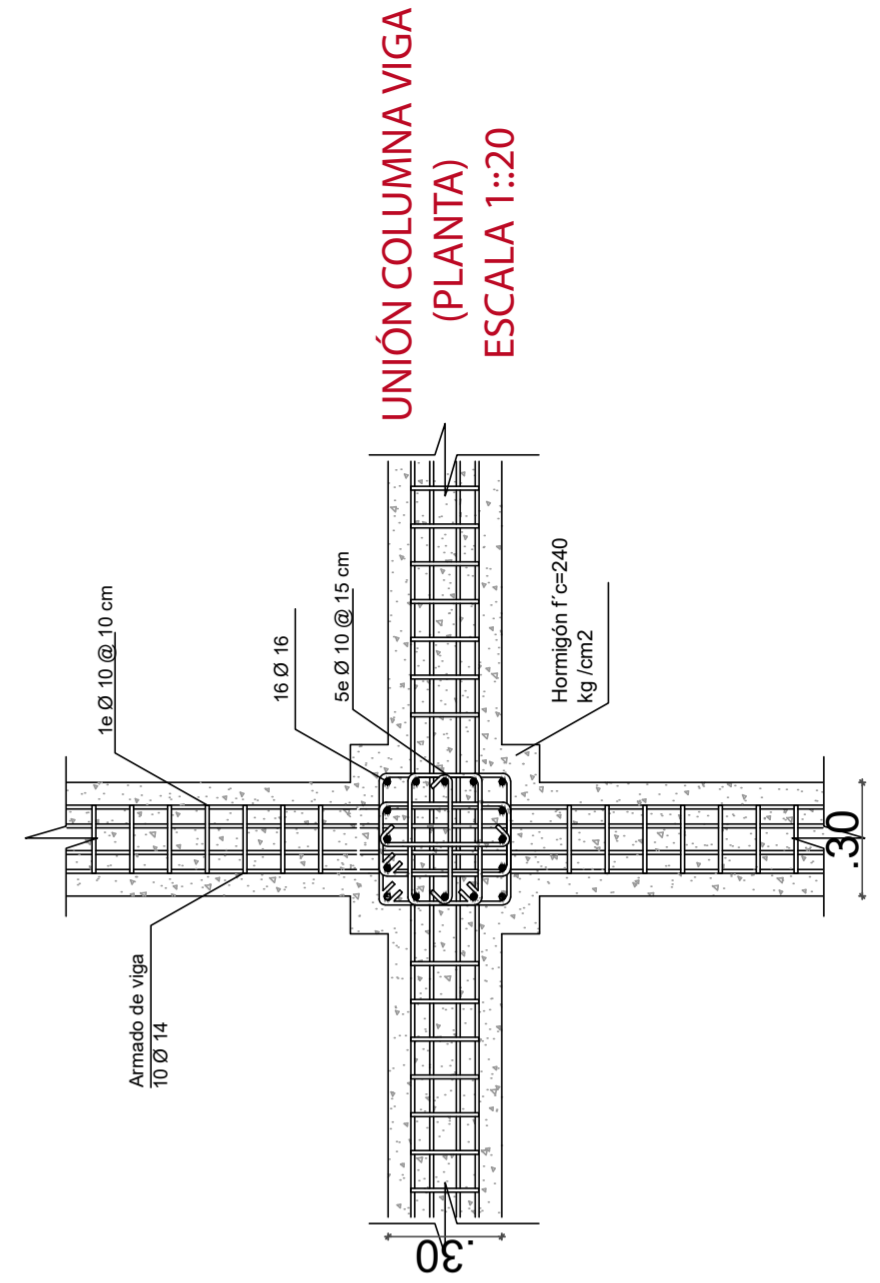 UNIÓN COLUMNA VIGA
(PLANTA)
ESCALA 1::20
Armado de viga
10 Ø 14
1e Ø 10 @ 10 cm
16 Ø 16
5e Ø 10 @ 15 cm
Hormigón f´c=240
kg /cm2
.30
.30